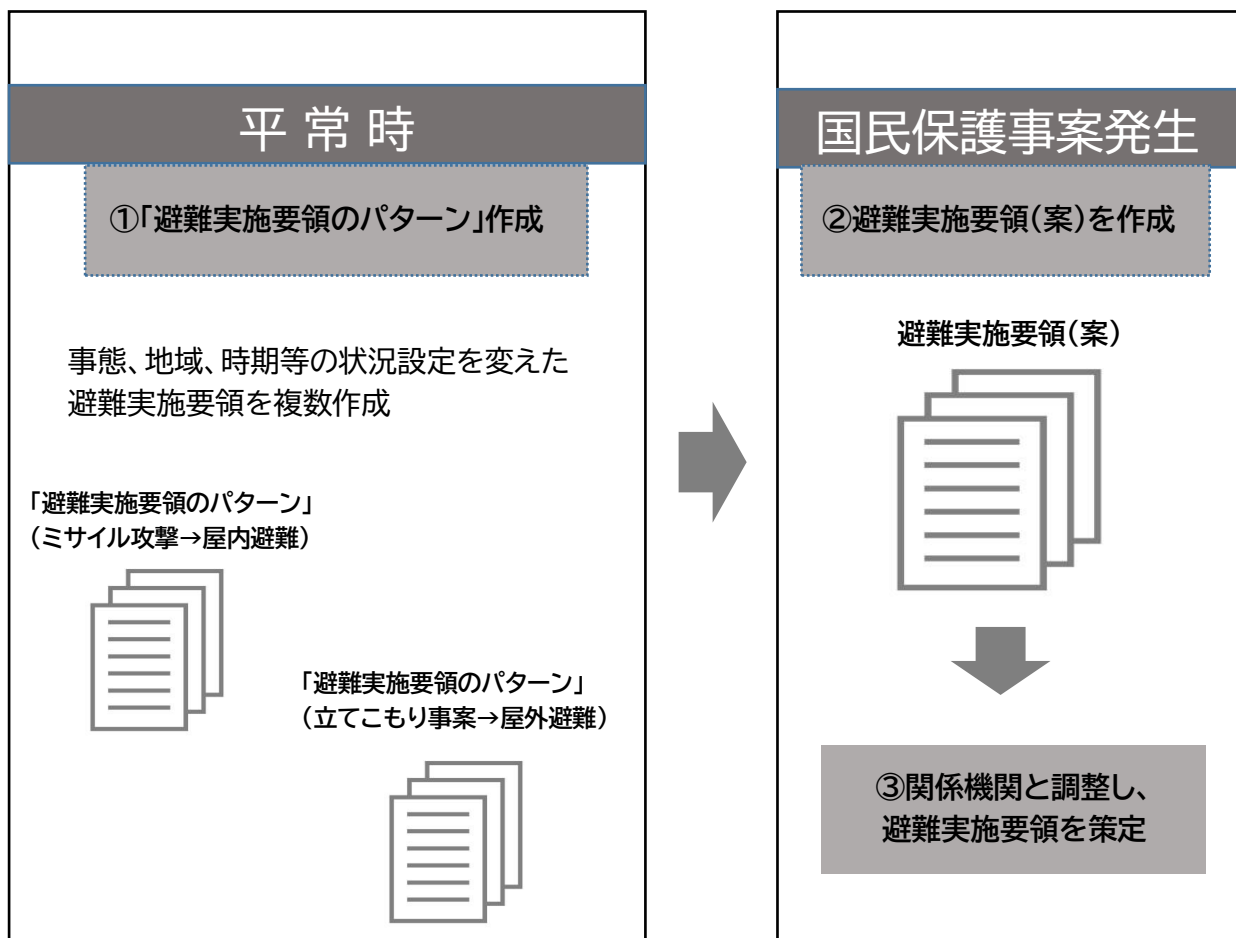 平常時
①「避難実施要領のパターン」作成
事態、地域、時期等の状況設定を変えた
避難実施要領を複数作成
「避難実施要領のパターン」
（ミサイル攻撃→屋内避難）
「避難実施要領のパターン」
（立てこもり事案→屋外避難）
国民保護事案発生
②避難実施要領（案）を作成
避難実施要領（案）
③関係機関と調整し、
避難実施要領を策定